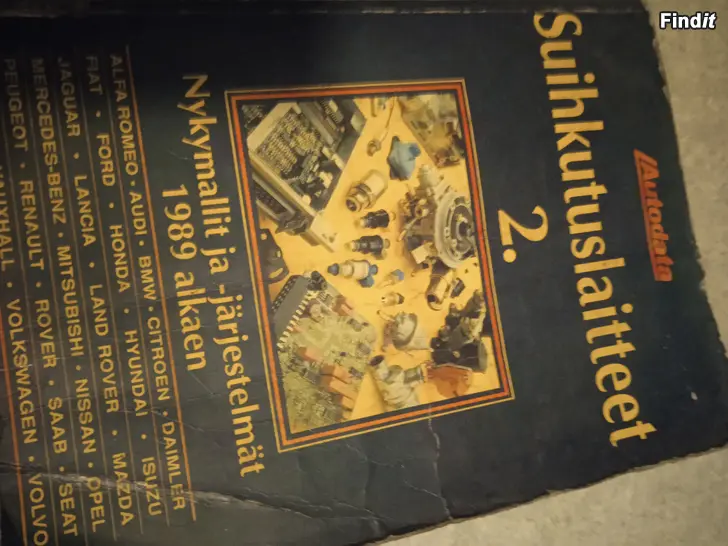 Findit
Autodata
Suihkutuslaitteet
2.
Nykymallit ja -järjestelmät
1989 alkaen
ALFA ROMEO · AUDI · BMW · CITROEN · DAIMLER
FIAT · FORD · HONDA · HYUNDAI · ISUZU
JAGUAR · LANCIA · LAND ROVER · MAZDA
MERCEDES-BENZ · MITSUBISHI · NISSAN · OPEL
PEUGEOT · RENAULT · ROVER · SAAB · SEAT
VAUXHALL · VOLKSWAGEN · VOLVO